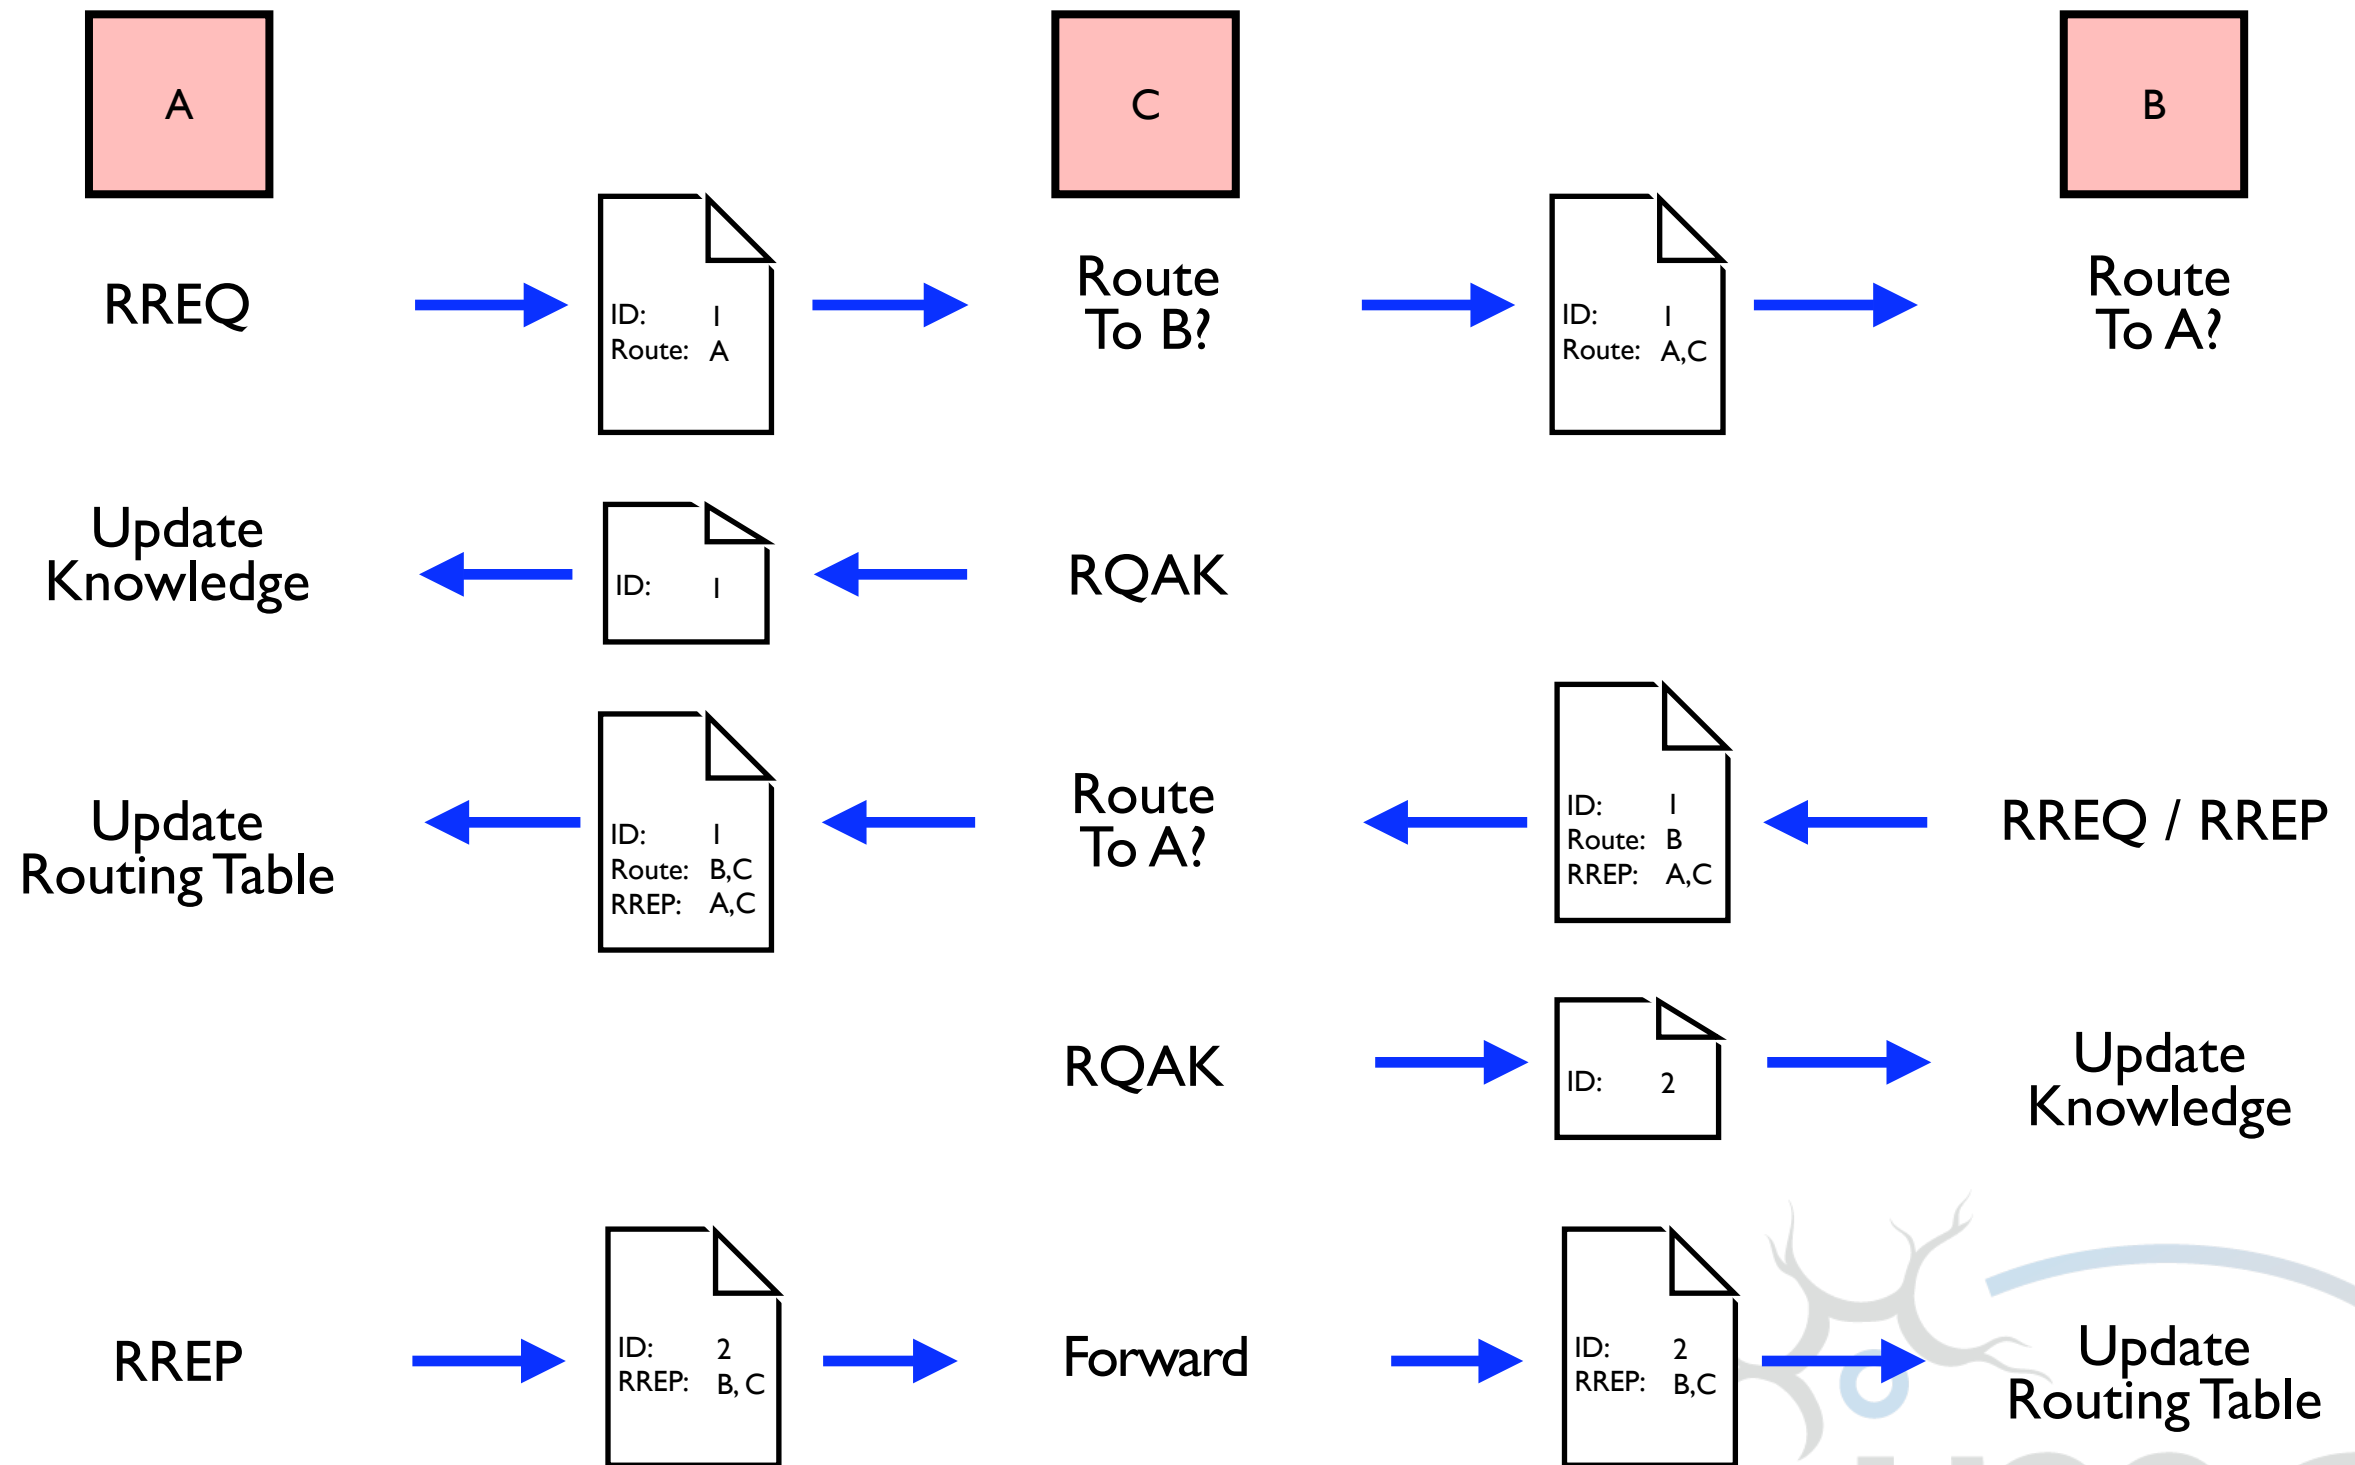 A
C
B
RREQ
ID: 1
Route: A
Route
To B?
ID: 1
Route: A,C
Route
To A?
Update
Knowledge
ID: 1
RQAK
Update
Routing Table
ID: 1
Route: B,C
RREP: A,C
Route
To A?
ID: 1
Route: B
RREP: A,C
RREQ / RREP
RQAK
ID: 2
Update
Knowledge
RREP
ID: 2
RREP: B, C
Forward
ID: 2
RREP: B,C
Update
Routing Table